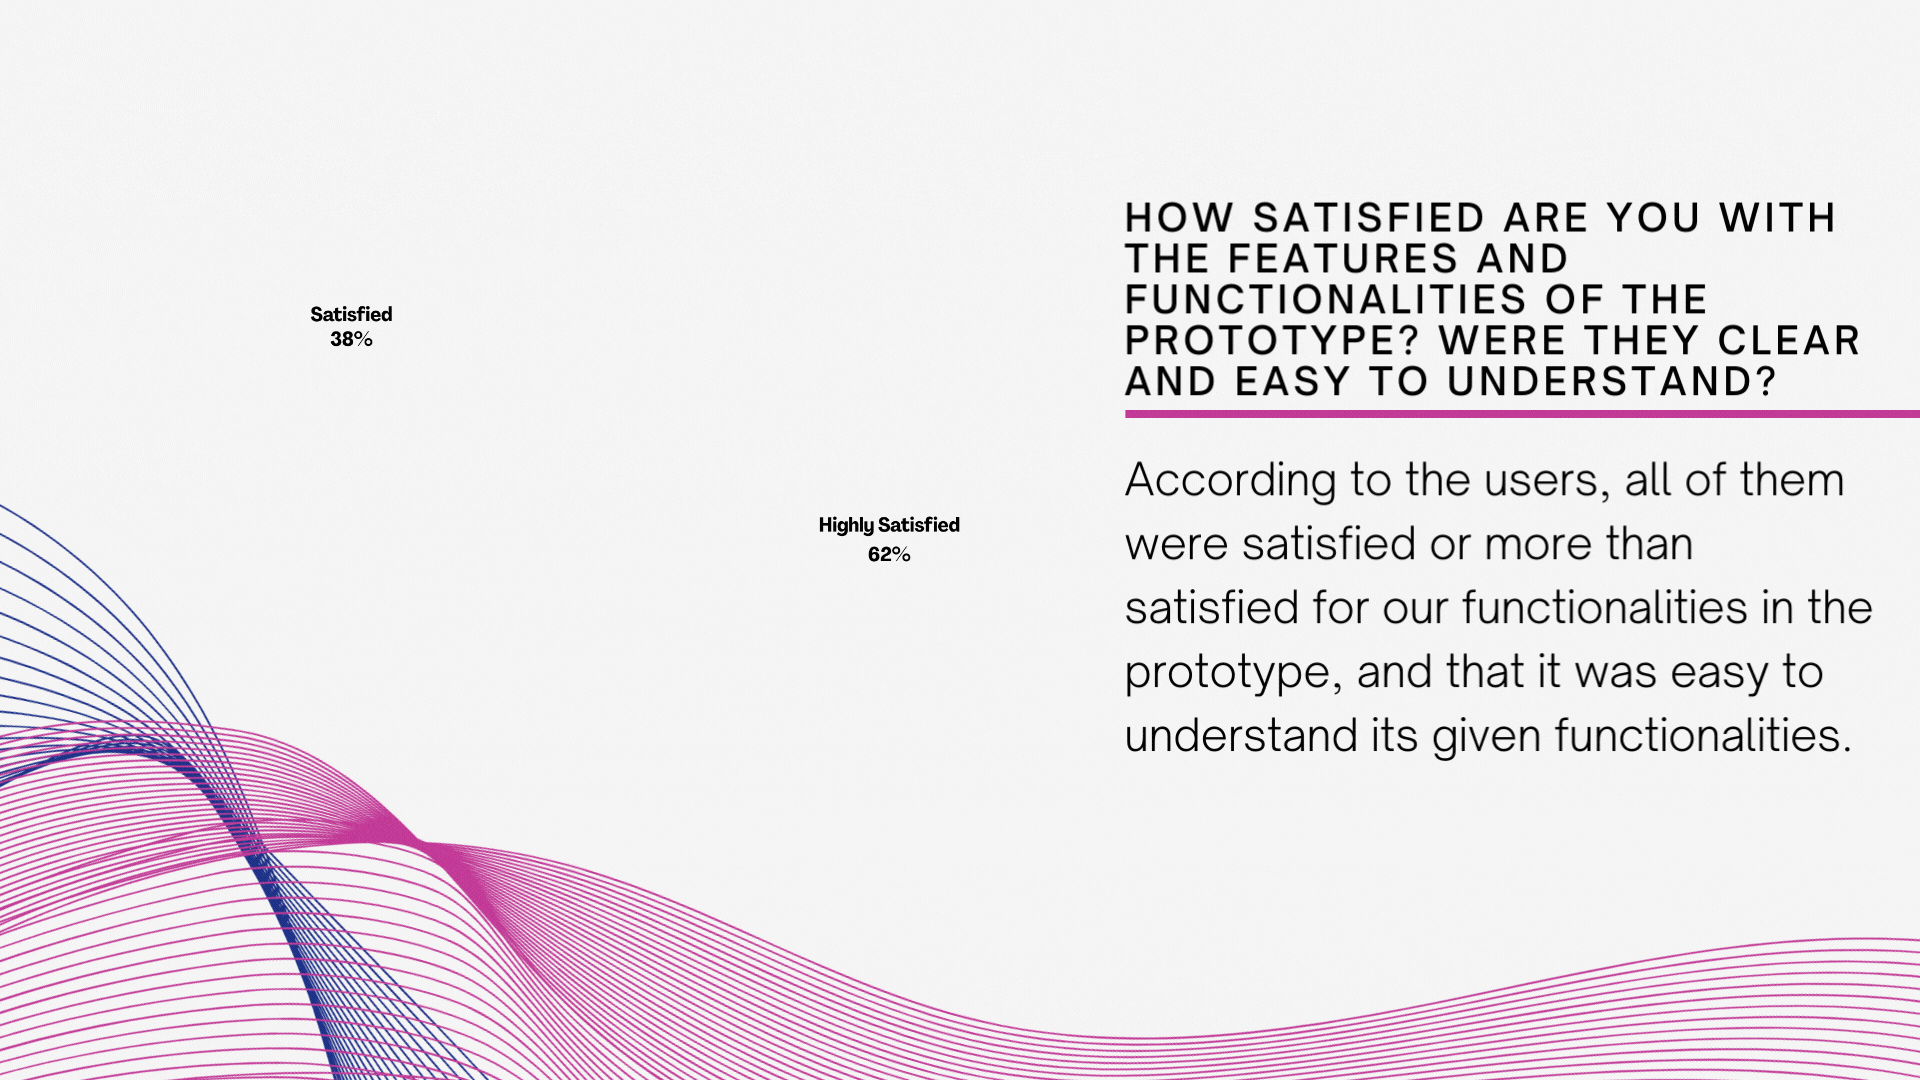 Satisfied
38%
Highly Satisfied
62%
HOW SATISFIED ARE YOU WITH
THE FEATURES AND
FUNCTIONALITIES OF THE
PROTOTYPE? WERE THEY CLEAR
AND EASY TO UNDERSTAND?
According to the users, all of them
were satisfied or more than
satisfied for our functionalities in the
prototype, and that it was easy to
understand its given functionalities.